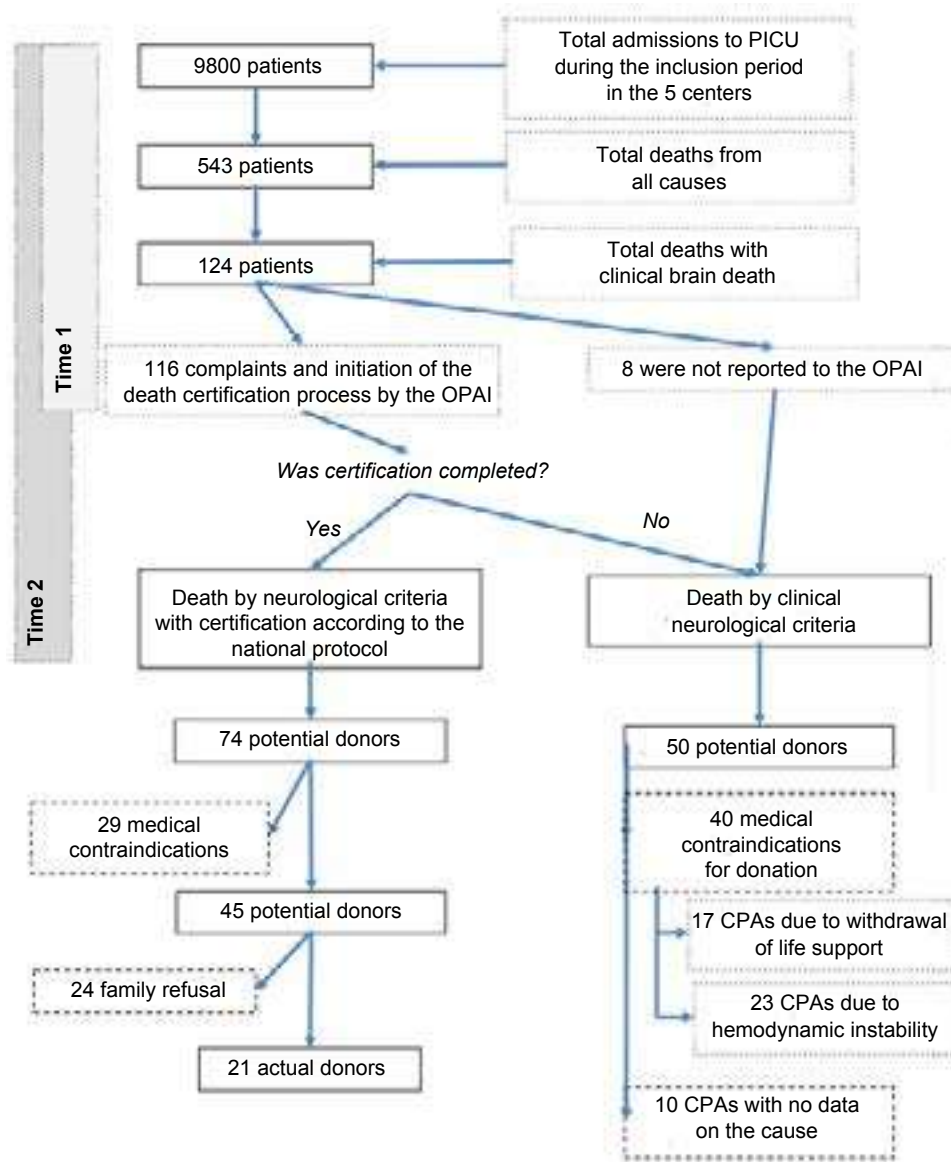 9800 patients
Total admissions to PICU
during the inclusion period
in the 5 centers
543 patients
Total deaths from
all causes
124 patients
Total deaths with
clinical brain death
Time 1
Time 2
116 complaints and initiation of the
death certification process by the OPAI
8 were not reported to the OPAI
Was certification completed?
Yes
No
Death by neurological criteria
with certification according to the
national protocol
Death by clinical
neurological criteria
74 potential donors
50 potential donors
29 medical
contraindications
40 medical
contraindications
for donation
45 potential donors
17 CPAs due to withdrawal
of life support
24 family refusal
23 CPAs due to
hemodynamic instability
21 actual donors
10 CPAs with no data
on the cause